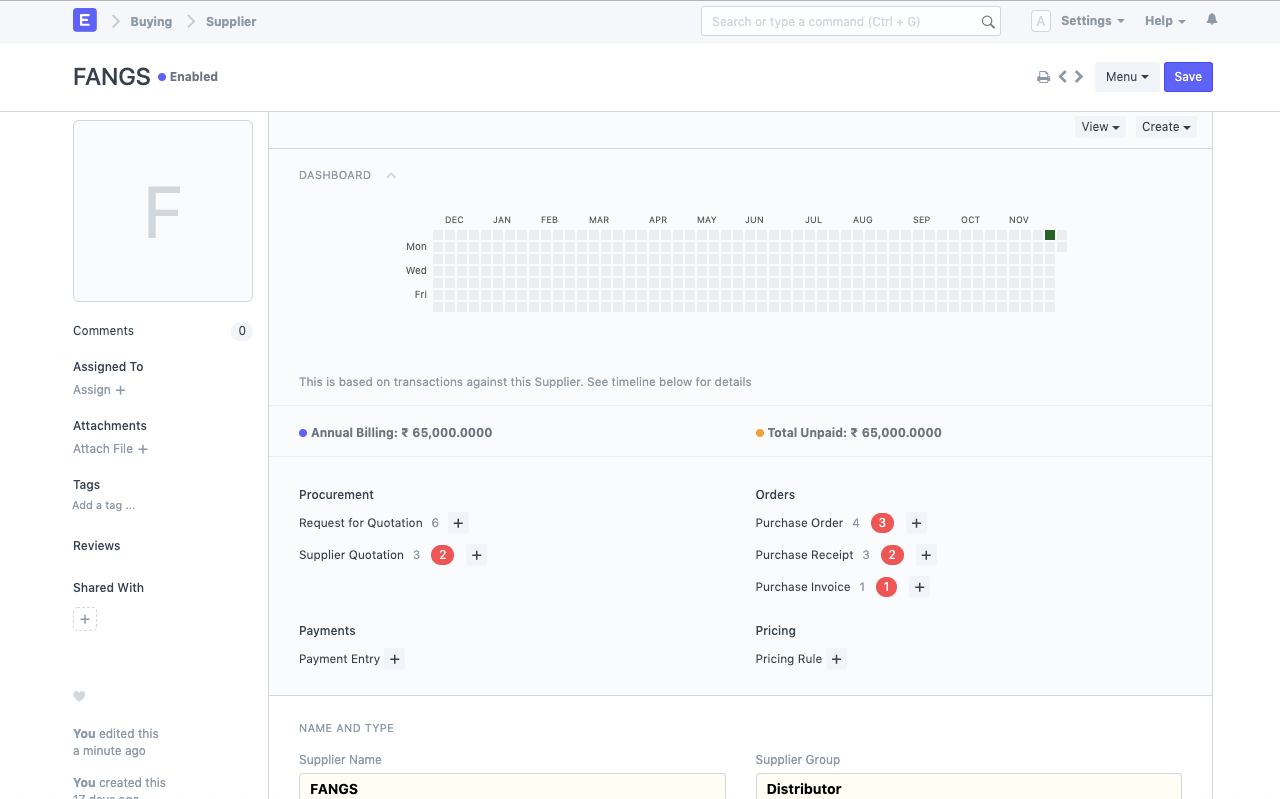 E Buying Supplier Search or type a command (Ctrl + G) A Settings Help
FANGS Enabled Menu Save
View Create
F
DASHBOARD
DEC JAN FEB MAR APR MAY JUN JUL AUG SEP OCT NOV
Mon
Wed
Fri
This is based on transactions against this Supplier. See timeline below for details
Annual Billing: ₹ 65,000.0000 Total Unpaid: ₹ 65,000.0000
Comments 0
Assigned To
Assign +
Attachments
Attach File +
Tags
Add a tag ...
Reviews
Shared With
+
You edited this
a minute ago
You created this
17 days ago
Procurement
Request for Quotation 6 +
Supplier Quotation 3 2 +
Orders
Purchase Order 4 3 +
Purchase Receipt 3 2 +
Purchase Invoice 1 1 +
Payments
Payment Entry +
Pricing
Pricing Rule +
NAME AND TYPE
Supplier Name
FANGS
Supplier Group
Distributor